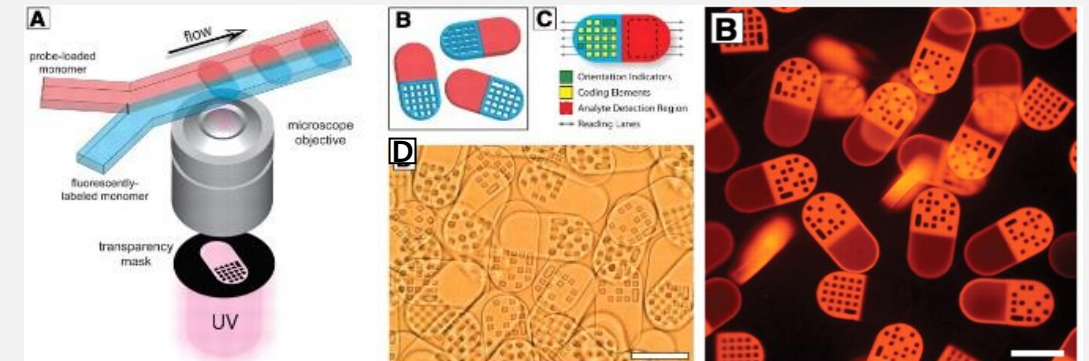 A
flow
probe-loaded
monomer
microscope
objective
fluorescently-
labeled monomer
transparency
mask
UV
B
C
Orientation Indicators
Coding Elements
Analyte Detection Region
Reading Lanes
D
B